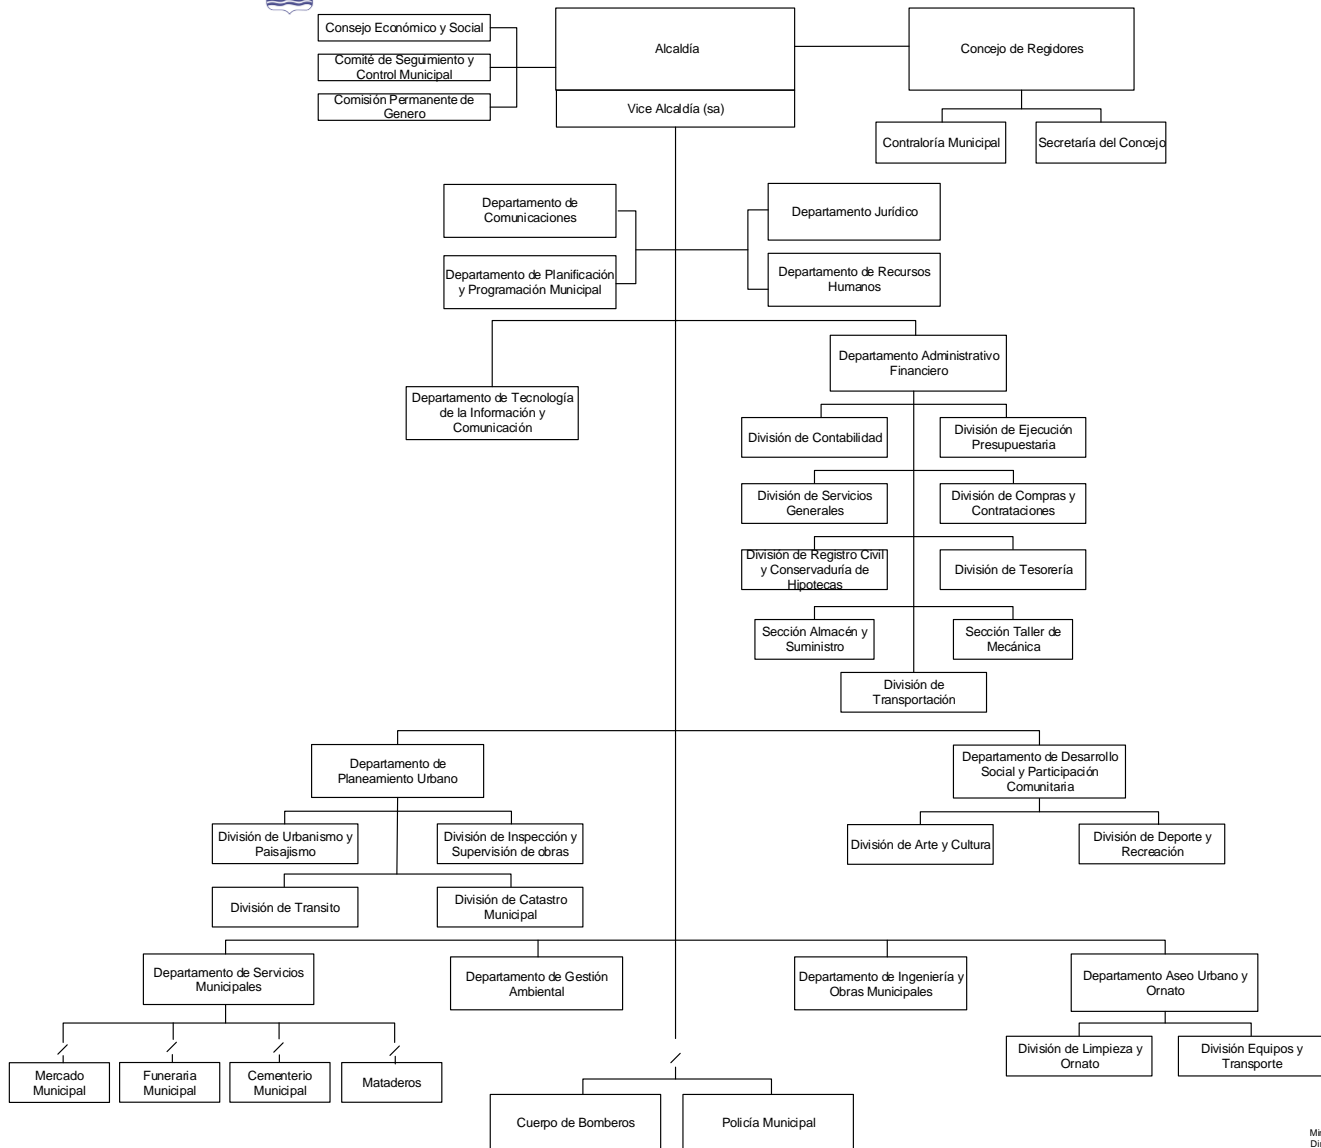 Consejo Económico y Social
Comité de Seguimiento y
Control Municipal
Comisión Permanente de
Genero
Alcaldía
Vice Alcaldía (sa)
Concejo de Regidores
Contraloría Municipal
Secretaría del Concejo
Departamento de
Comunicaciones
Departamento Jurídico
Departamento de Planificación
y Programación Municipal
Departamento de Recursos
Humanos
Departamento de Tecnología
de la Información y
Comunicación
Departamento Administrativo
Financiero
División de Contabilidad
División de Ejecución
Presupuestaria
División de Servicios
Generales
División de Compras y
Contrataciones
División de Registro Civil
y Conservaduría de
Hipotecas
División de Tesorería
Sección Almacén y
Suministro
Sección Taller de
Mecánica
División de
Transportación
Departamento de
Planeamiento Urbano
Departamento de Desarrollo
Social y Participación
Comunitaria
División de Urbanismo y
Paisajismo
División de Inspección y
Supervisión de obras
División de Arte y Cultura
División de Deporte y
Recreación
División de Transito
División de Catastro
Municipal
Departamento de Servicios
Municipales
Departamento de Gestión
Ambiental
Departamento de Ingeniería y
Obras Municipales
Departamento Aseo Urbano y
Ornato
Mercado
Municipal
Funeraria
Municipal
Cementerio
Municipal
Mataderos
División de Limpieza y
Ornato
División Equipos y
Transporte
Cuerpo de Bomberos
Policía Municipal